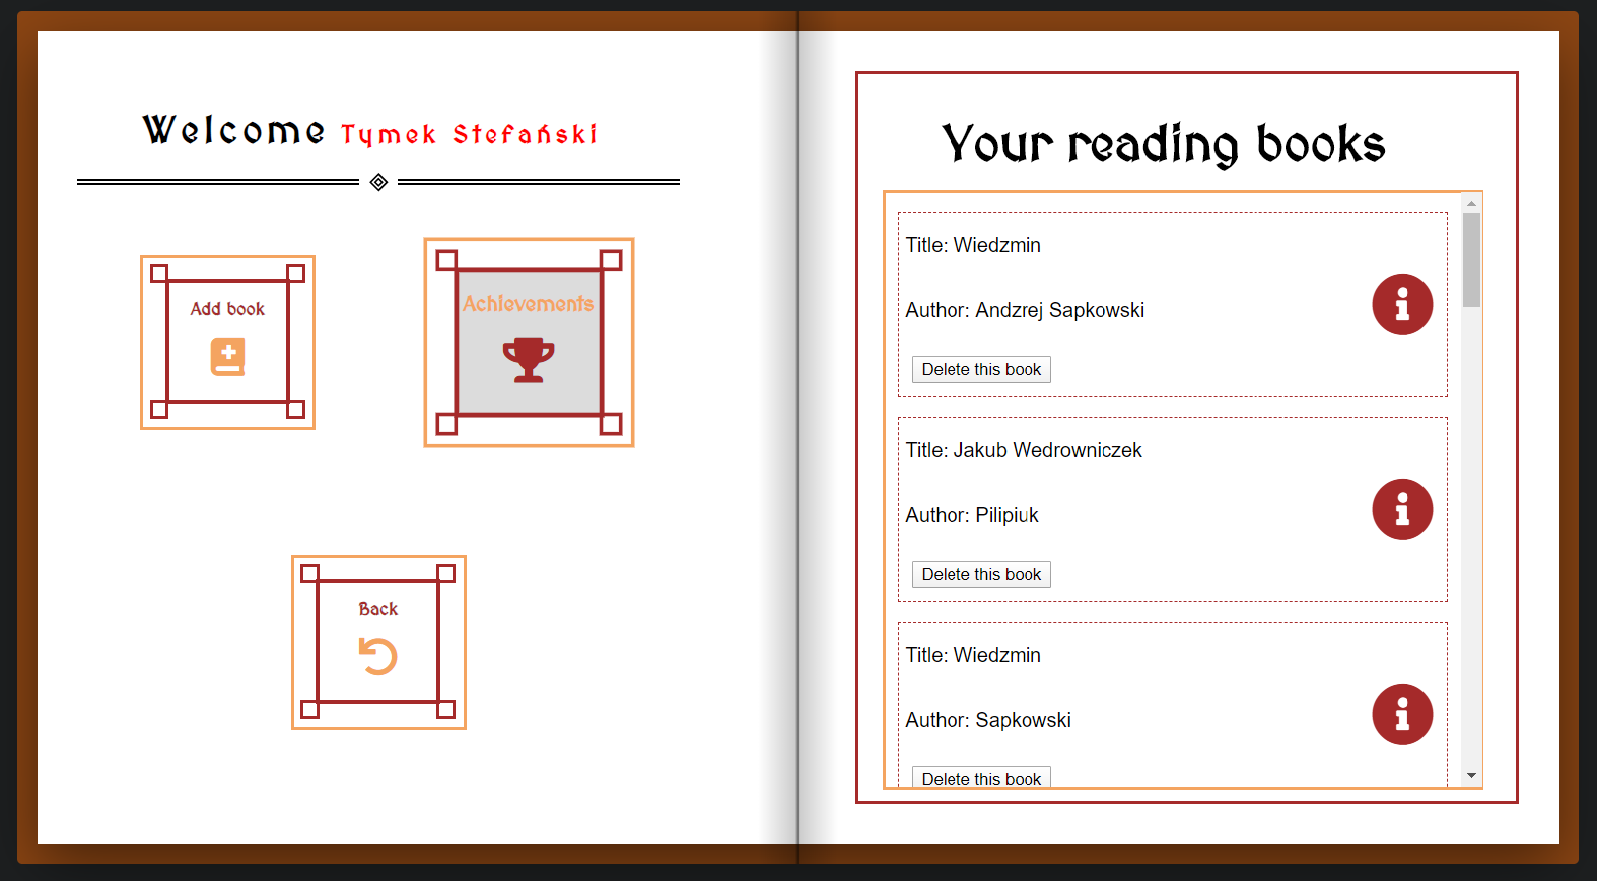 Welcome Tymek Stefański
Add book
Achievements
Back
Your reading books
Title: Wiedzmin
Author: Andzrej Sapkowski
Delete this book
Title: Jakub Wedrowniczek
Author: Pilipiuk
Delete this book
Title: Wiedzmin
Author: Sapkowski
Delete this book